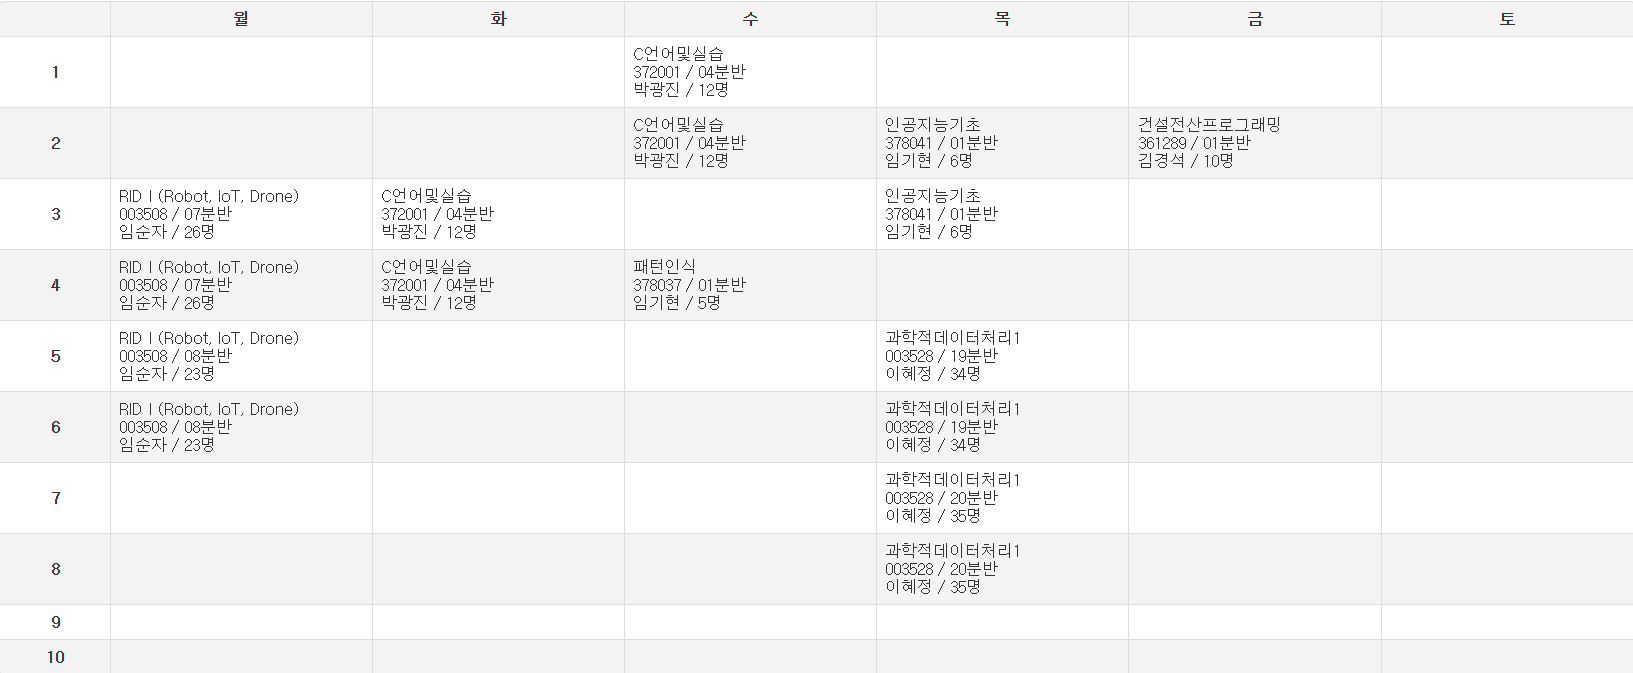 월 화 수 목 금 토
1
C언어및실습
372001 / 04분반
박광진 / 12명
2
C언어및실습
372001 / 04분반
박광진 / 12명
인공지능기초
378041 / 01분반
임기현 / 6명
건설전산프로그래밍
361289 / 01분반
김경석 / 10명
3
RID I (Robot, IoT, Drone)
003508 / 07분반
임순자 / 26명
C언어및실습
372001 / 04분반
박광진 / 12명
인공지능기초
378041 / 01분반
임기현 / 6명
4
RID I (Robot, IoT, Drone)
003508 / 07분반
임순자 / 26명
C언어및실습
372001 / 04분반
박광진 / 12명
패턴인식
378037 / 01분반
임기현 / 5명
5
RID I (Robot, IoT, Drone)
003508 / 08분반
임순자 / 23명
과학적데이터처리1
003528 / 19분반
이혜정 / 34명
6
RID I (Robot, IoT, Drone)
003508 / 08분반
임순자 / 23명
과학적데이터처리1
003528 / 19분반
이혜정 / 34명
7
과학적데이터처리1
003528 / 20분반
이혜정 / 35명
8
과학적데이터처리1
003528 / 20분반
이혜정 / 35명
9
10